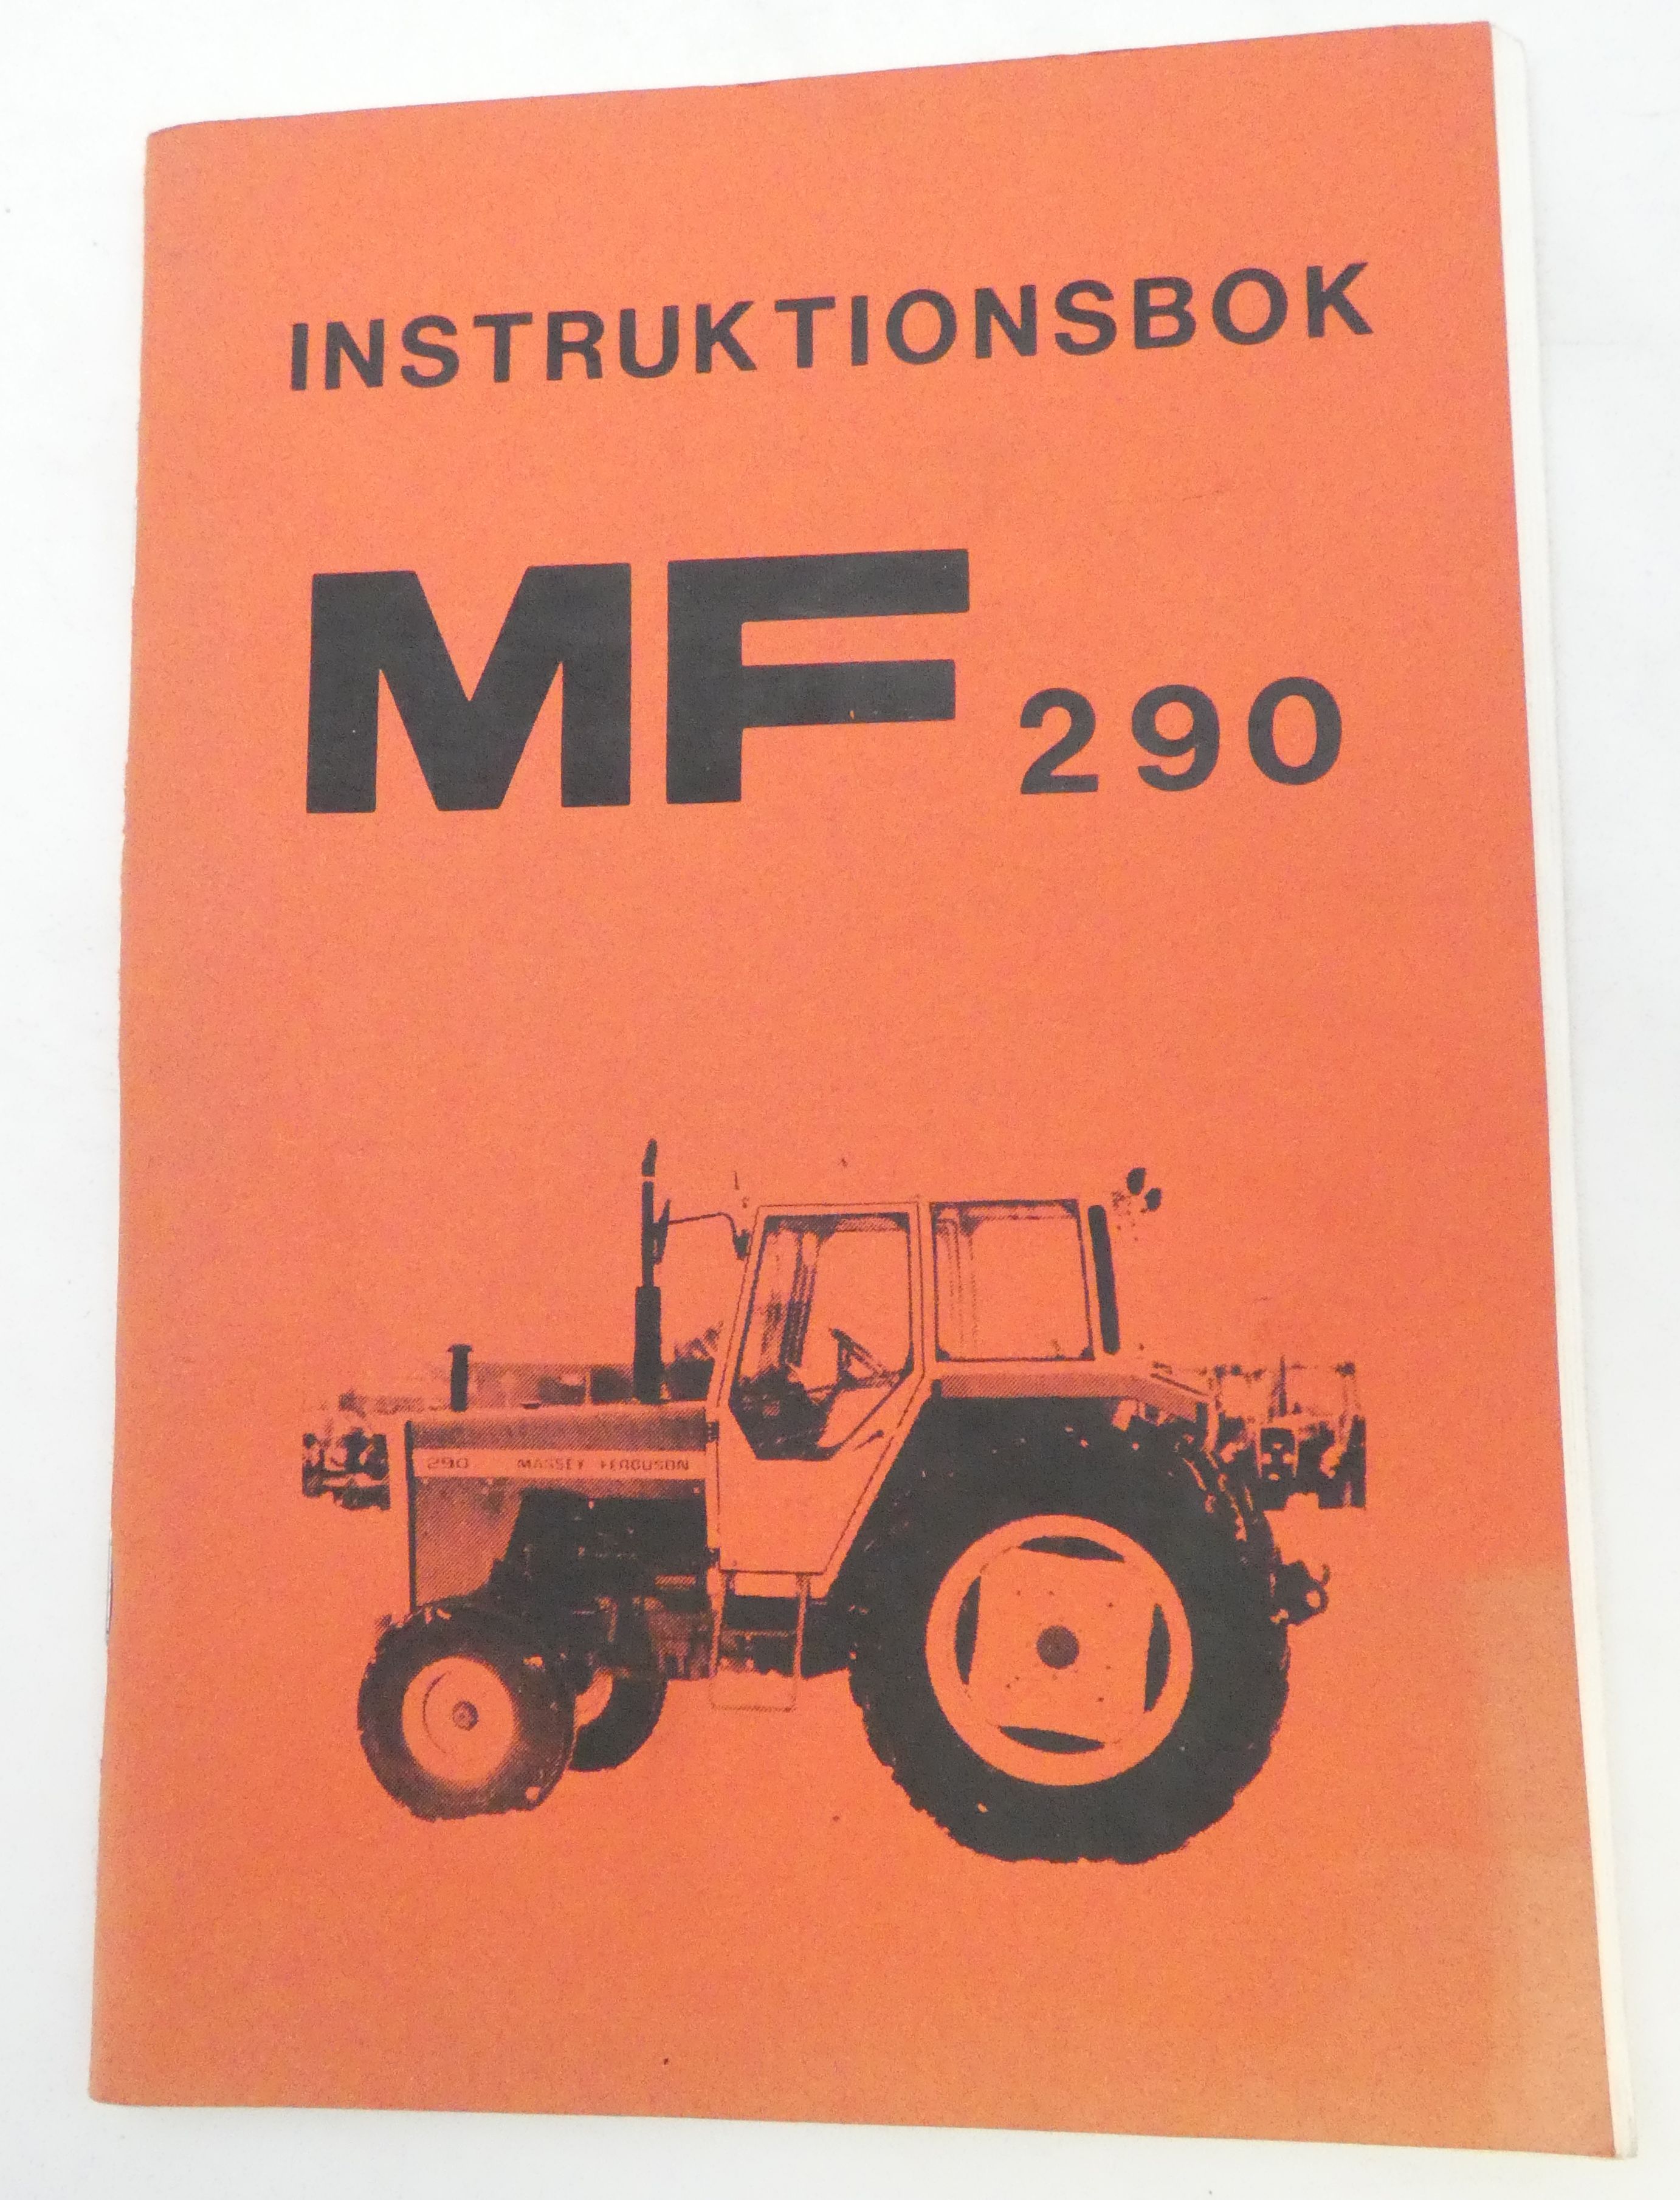 INSTRUKTIONSBOK
MF 290
290 MASSEY FERGUSON